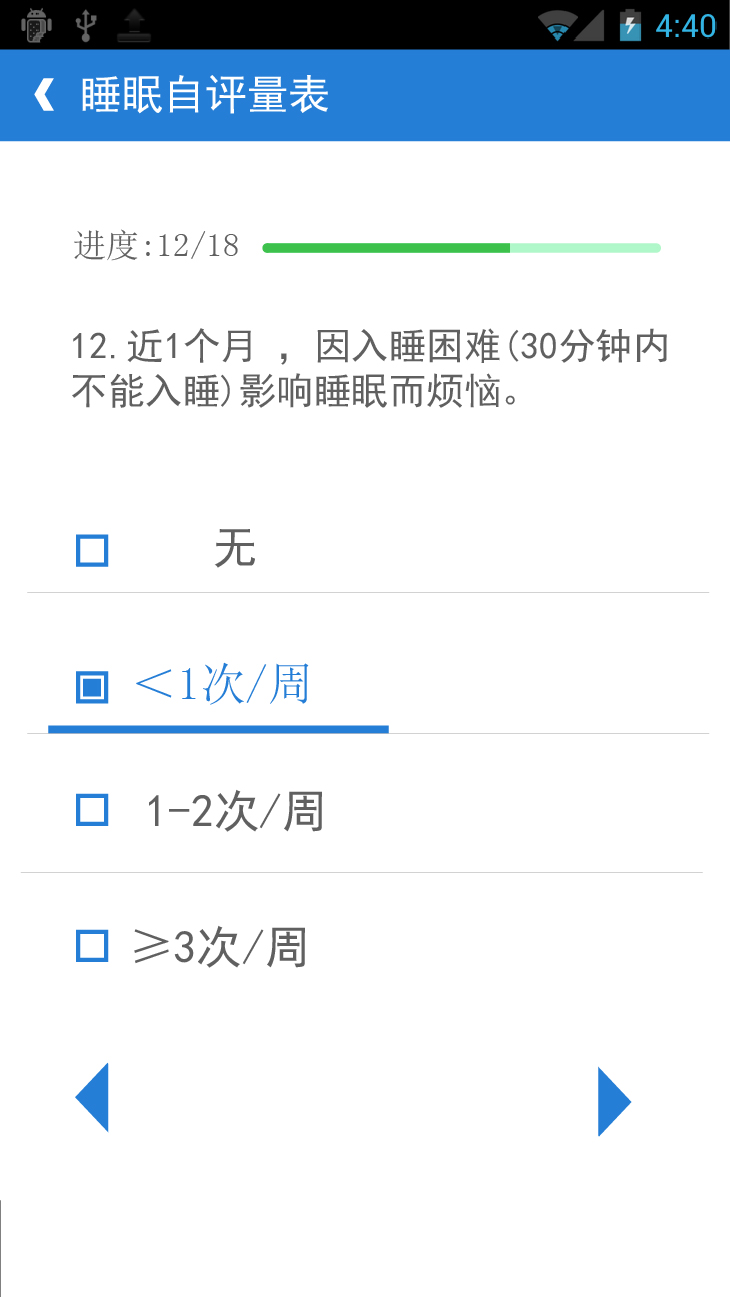 4:40
睡眠自评量表
进度:12/18
12.近1个月 ，因入睡困难(30分钟内
不能入睡)影响睡眠而烦恼。
无
<1次/周
1-2次/周
≥3次/周